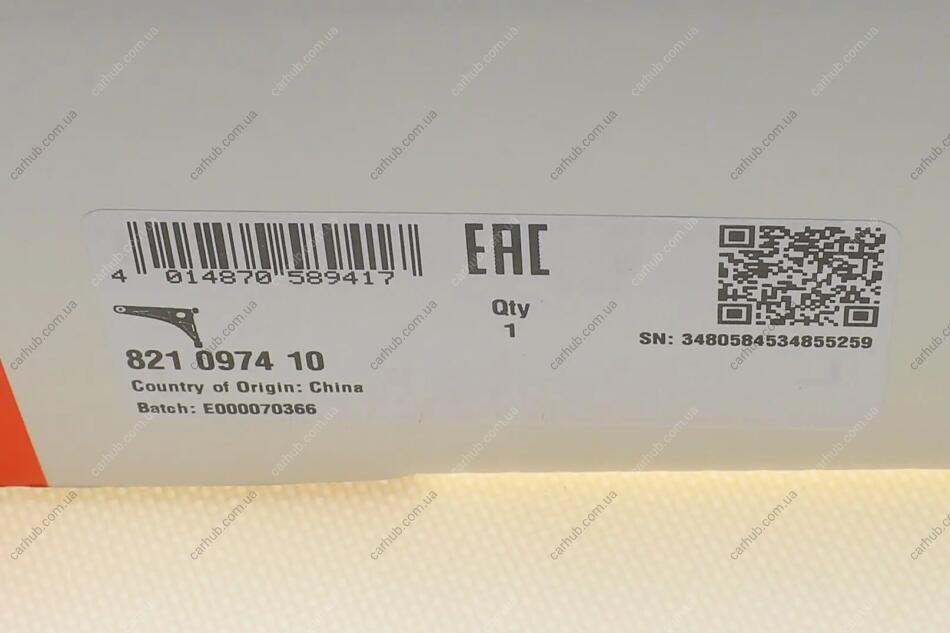 4 014870 589417
EAC
Qty
1
SN: 3480584534855259
821 0974 10
Country of Origin: China
Batch: E000070366
carhub.com.ua